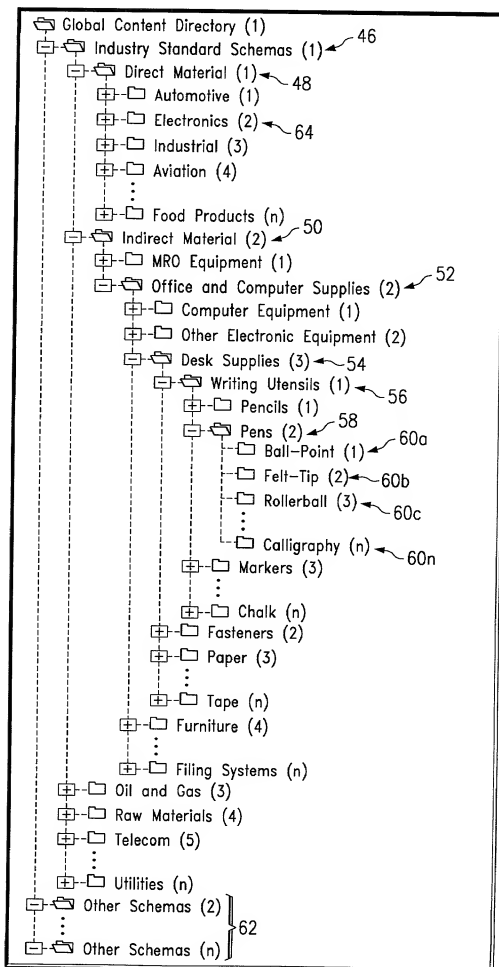 Global Content Directory (1)
Industry Standard Schemas (1) 46
Direct Material (1) 48
Automotive (1)
Electronics (2) 64
Industrial (3)
Aviation (4)
Food Products (n)
Indirect Material (2) 50
MRO Equipment (1)
Office and Computer Supplies (2) 52
Computer Equipment (1)
Other Electronic Equipment (2)
Desk Supplies (3) 54
Writing Utensils (1) 56
Pencils (1)
Pens (2) 58
Ball-Point (1) 60a
Felt-Tip (2) 60b
Rollerball (3) 60c
Calligraphy (n) 60n
Markers (3)
Chalk (n)
Fasteners (2)
Paper (3)
Tape (n)
Furniture (4)
Filing Systems (n)
Oil and Gas (3)
Raw Materials (4)
Telecom (5)
Utilities (n)
Other Schemas (2)
62
Other Schemas (n)